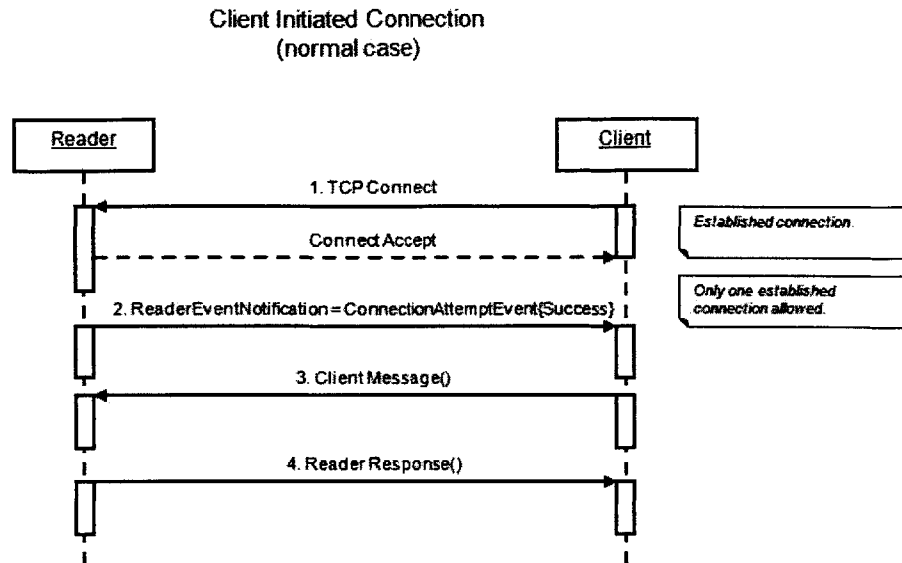 Client Initiated Connection
(normal case)
Reader
Client
1. TCP Connect
Established connection.
Connect Accept
Only one established
connection allowed.
2. ReaderEventNotification = ConnectionAttemptEvent{Success}
3. Client Message()
4. Reader Response()